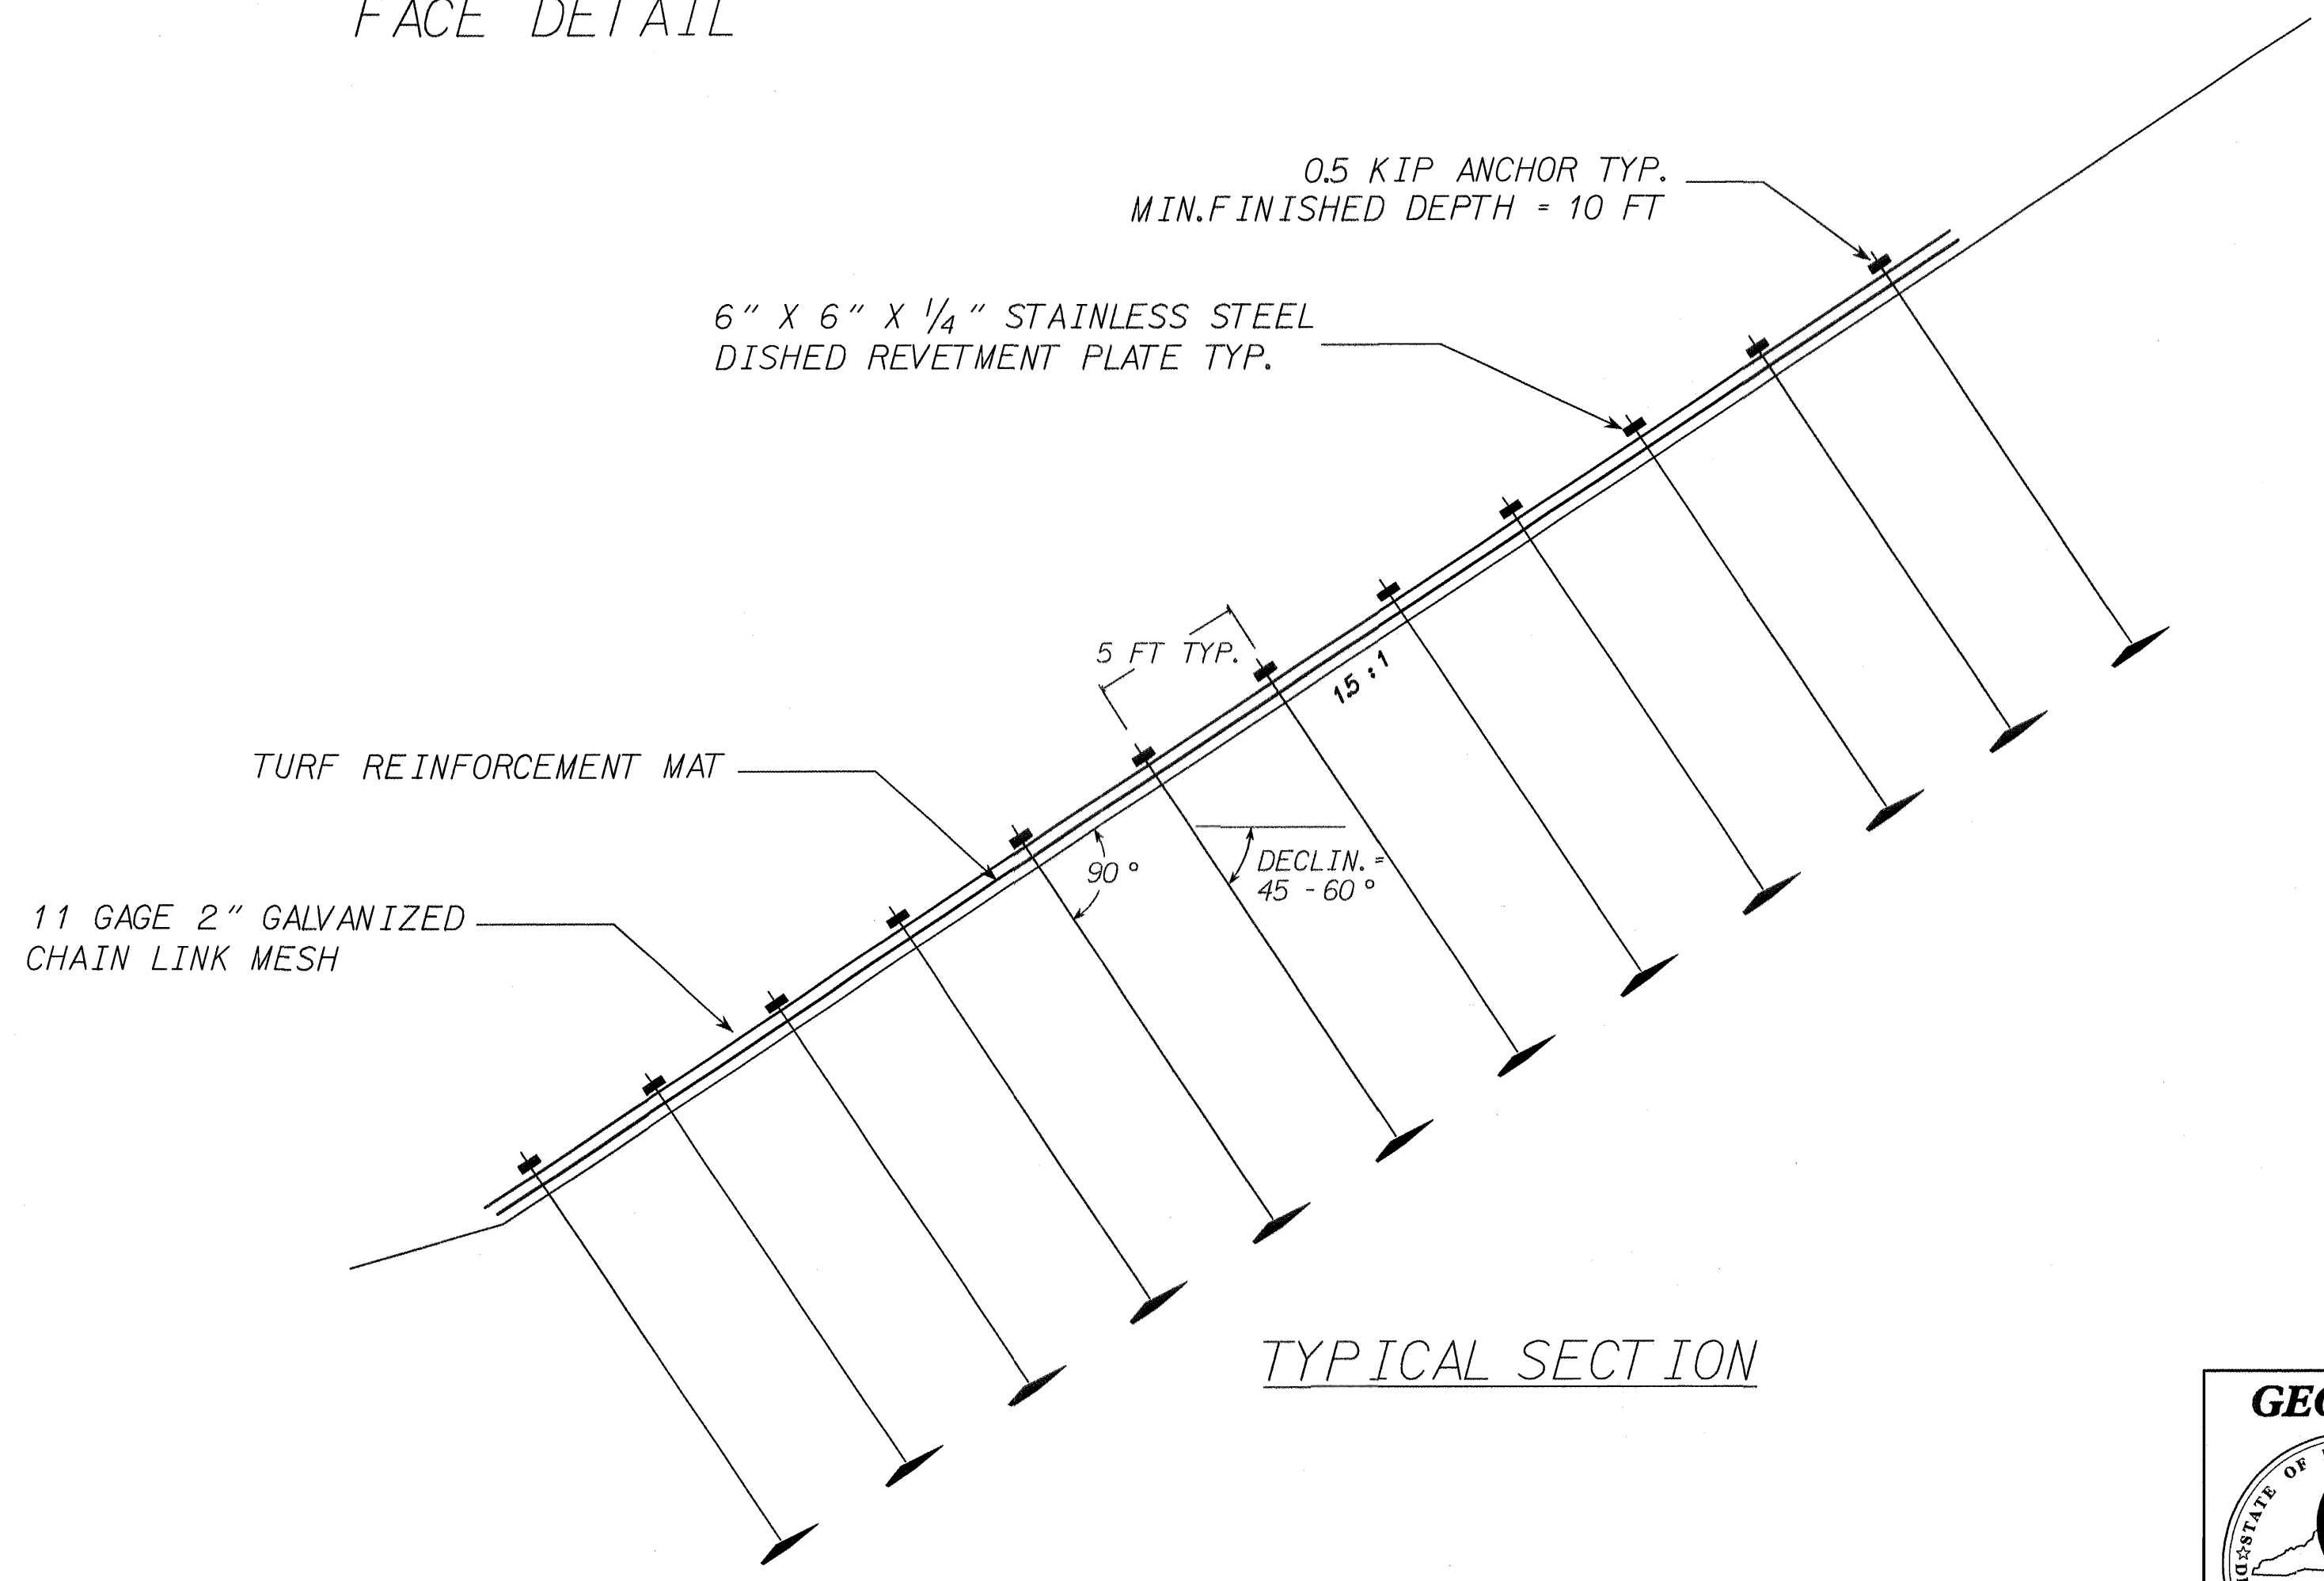 FACE DETAIL
0.5 KIP ANCHOR TYP.
MIN. FINISHED DEPTH = 10 FT
6" X 6" X 1/4" STAINLESS STEEL
DISHED REVETMENT PLATE TYP.
5 FT TYP.
1.5 : 1
TURF REINFORCEMENT MAT
90°
DECLIN. =
45 - 60°
11 GAGE 2" GALVANIZED
CHAIN LINK MESH
TYPICAL SECTION
STATE OF